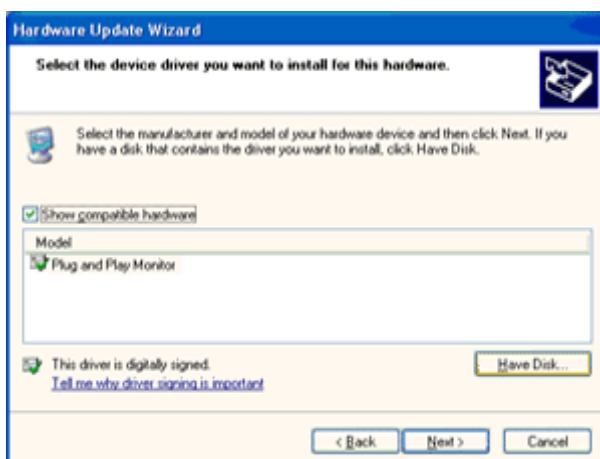 Hardware Update Wizard
Select the device driver you want to install for this hardware.
Select the manufacturer and model of your hardware device and then click Next. If you
have a disk that contains the driver you want to install, click Have Disk.
Show compatible hardware
Model
Plug and Play Monitor
This driver is digitally signed.
Have Disk...
Tell me why driver signing is important
< Back
Next >
Cancel